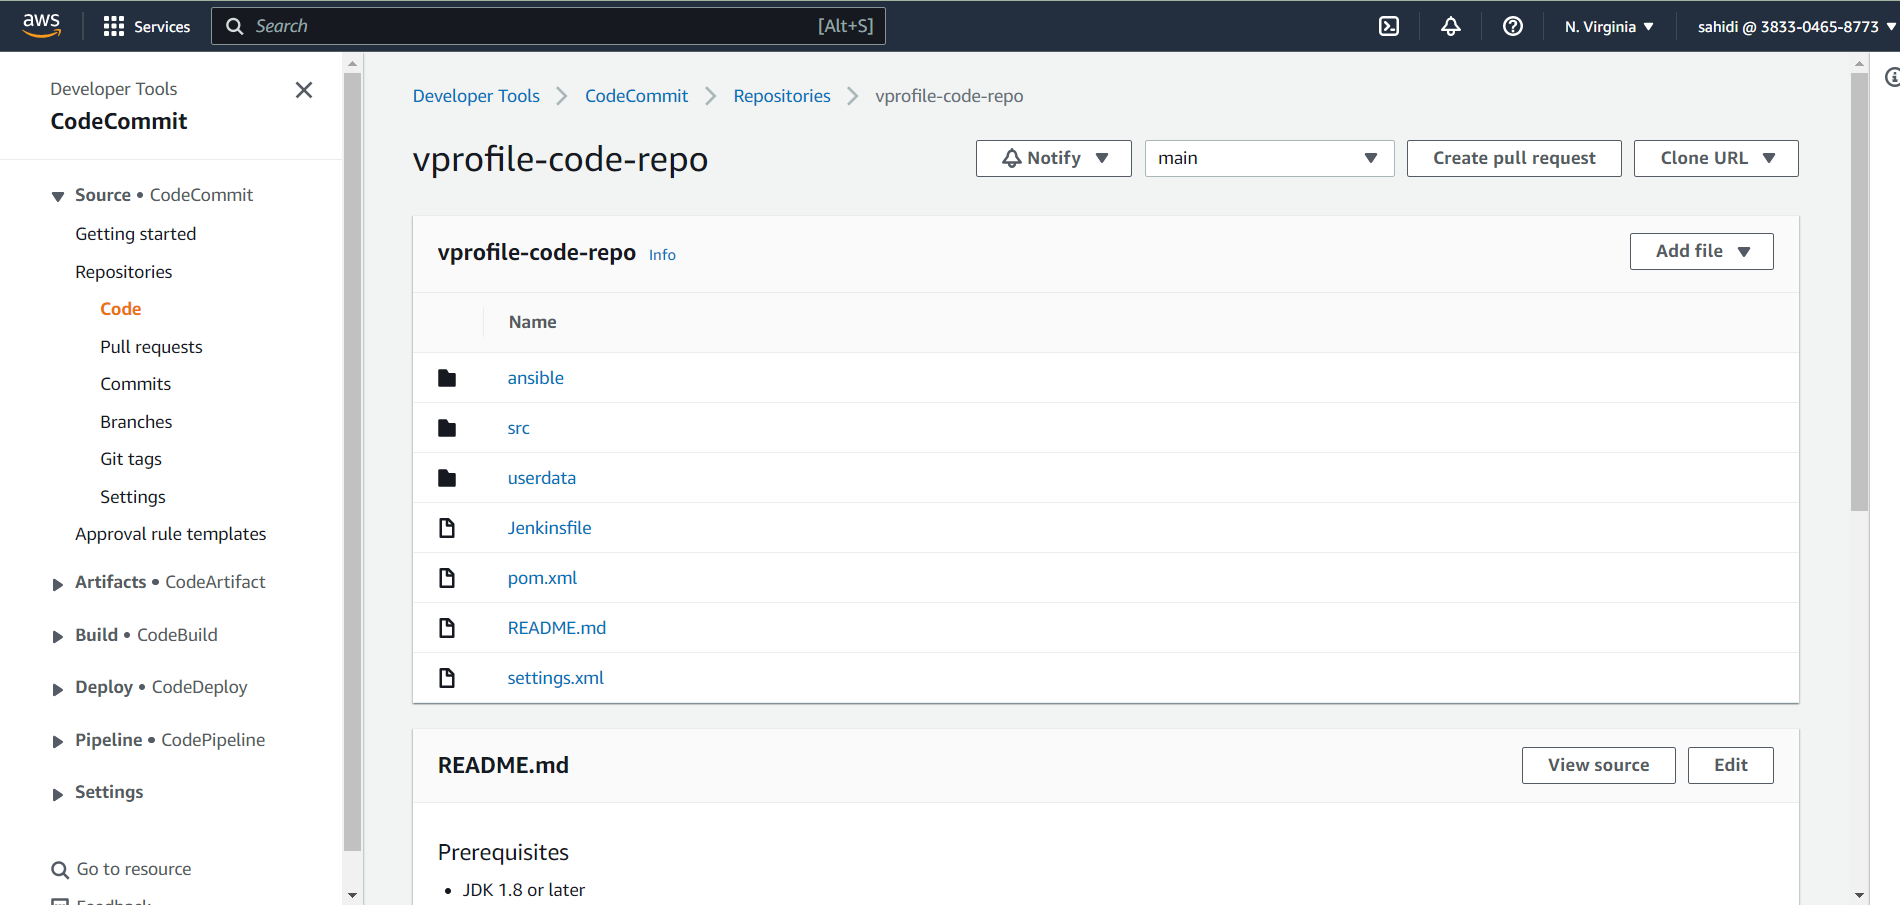 aws Services Search [Alt+S] N. Virginia sahidi @ 3833-0465-8773
Developer Tools
CodeCommit
Source • CodeCommit
Getting started
Repositories
Code
Pull requests
Commits
Branches
Git tags
Settings
Approval rule templates
Artifacts • CodeArtifact
Build • CodeBuild
Deploy • CodeDeploy
Pipeline • CodePipeline
Settings
Go to resource
Feedback
Developer Tools CodeCommit Repositories vprofile-code-repo
vprofile-code-repo Notify main Create pull request Clone URL
vprofile-code-repo Info Add file
Name
ansible
src
userdata
Jenkinsfile
pom.xml
README.md
settings.xml
README.md View source Edit
Prerequisites
• JDK 1.8 or later